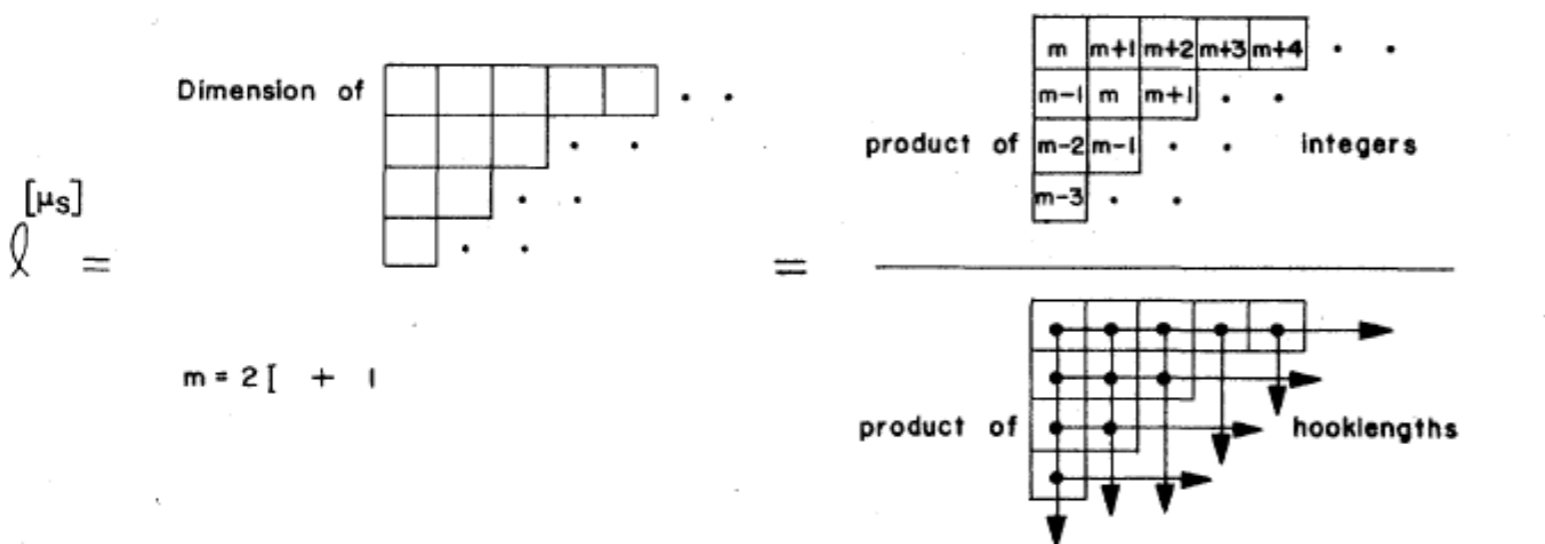 Dimension of
[μs]
ℓ =
m = 2 [ + 1
=
m m+1 m+2 m+3 m+4 . .
m-1 m m+1 . .
product of m-2 m-1 . . integers
m-3 . .
product of hooklengths